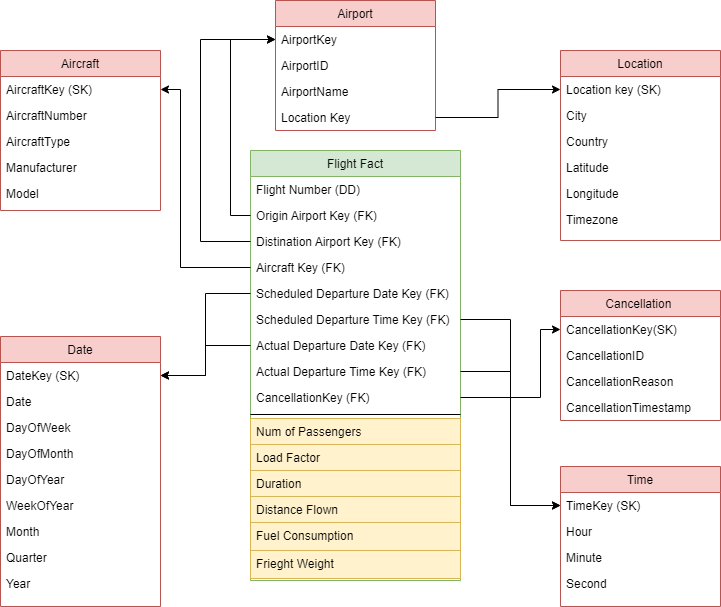 Airport
AirportKey
AirportID
AirportName
Location Key
Aircraft
AircraftKey (SK)
AircraftNumber
AircraftType
Manufacturer
Model
Location
Location key (SK)
City
Country
Latitude
Longitude
Timezone
Flight Fact
Flight Number (DD)
Origin Airport Key (FK)
Distination Airport Key (FK)
Aircraft Key (FK)
Scheduled Departure Date Key (FK)
Scheduled Departure Time Key (FK)
Actual Departure Date Key (FK)
Actual Departure Time Key (FK)
CancellationKey (FK)
Num of Passengers
Load Factor
Duration
Distance Flown
Fuel Consumption
Frieght Weight
Cancellation
CancellationKey(SK)
CancellationID
CancellationReason
CancellationTimestamp
Date
DateKey (SK)
Date
DayOfWeek
DayOfMonth
DayOfYear
WeekOfYear
Month
Quarter
Year
Time
TimeKey (SK)
Hour
Minute
Second